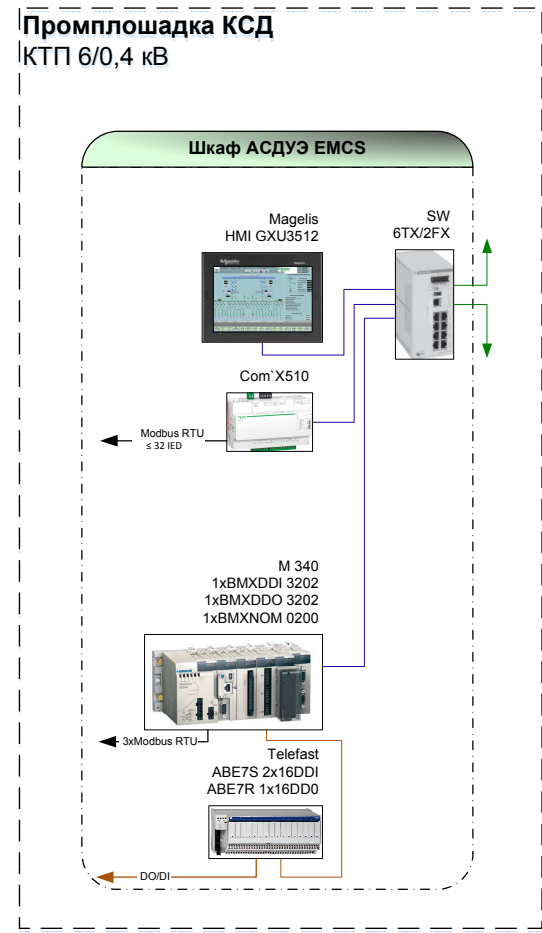 Промплошадка КСД
КТП 6/0,4 кВ
Шкаф АСДУЭ EMCS
Magelis
HMI GXU3512
SW
6TX/2FX
Com`X510
Modbus RTU
≤ 32 IED
M 340
1xBMXDDI 3202
1xBMXDDO 3202
1xBMXNOM 0200
3xModbus RTU
Telefast
ABE7S 2x16DDI
ABE7R 1x16DD0
DO/DI